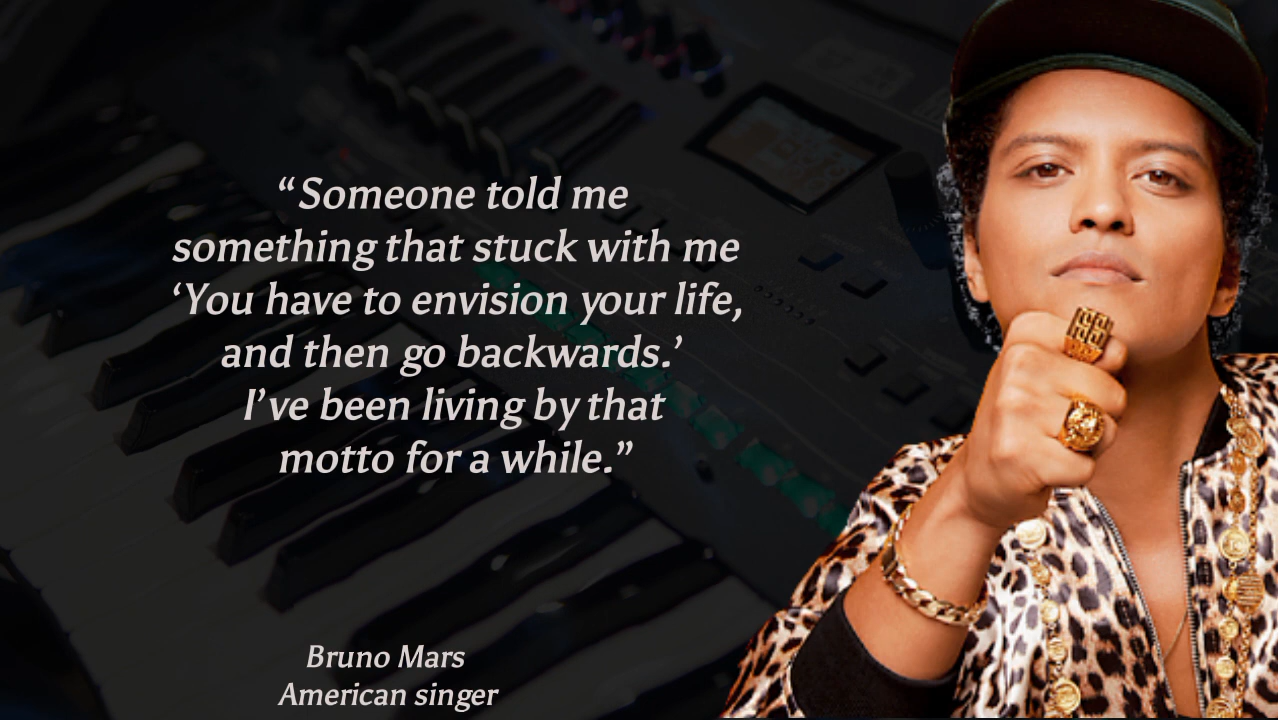 “Someone told me
something that stuck with me
‘You have to envision your life,
and then go backwards.’
I’ve been living by that
motto for a while.”
Bruno Mars
American singer